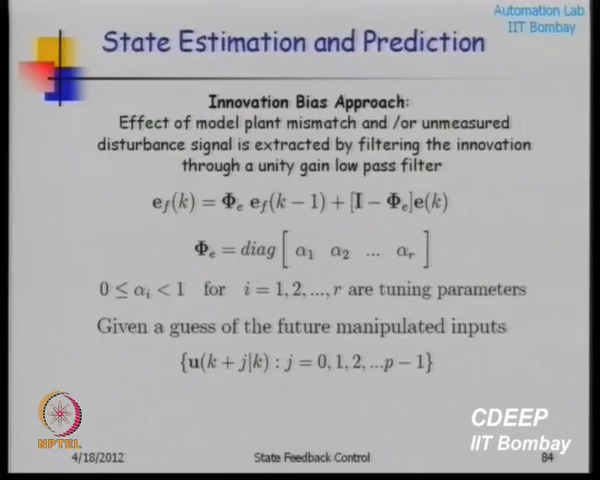 Automation Lab
IIT Bombay
State Estimation and Prediction
Innovation Bias Approach:
Effect of model plant mismatch and /or unmeasured
disturbance signal is extracted by filtering the innovation
through a unity gain low pass filter
e_f(k) = Φ_e e_f(k − 1) + [I − Φ_e]e(k)
Φ_e = diag [ α₁ α₂ ... α_r ]
0 ≤ α_i < 1 for i = 1, 2, ..., r are tuning parameters
Given a guess of the future manipulated inputs
{u(k + j|k) : j = 0, 1, 2, ...p − 1}
CDEEP
IIT Bombay
NPTEL
4/18/2012
State Feedback Control
84